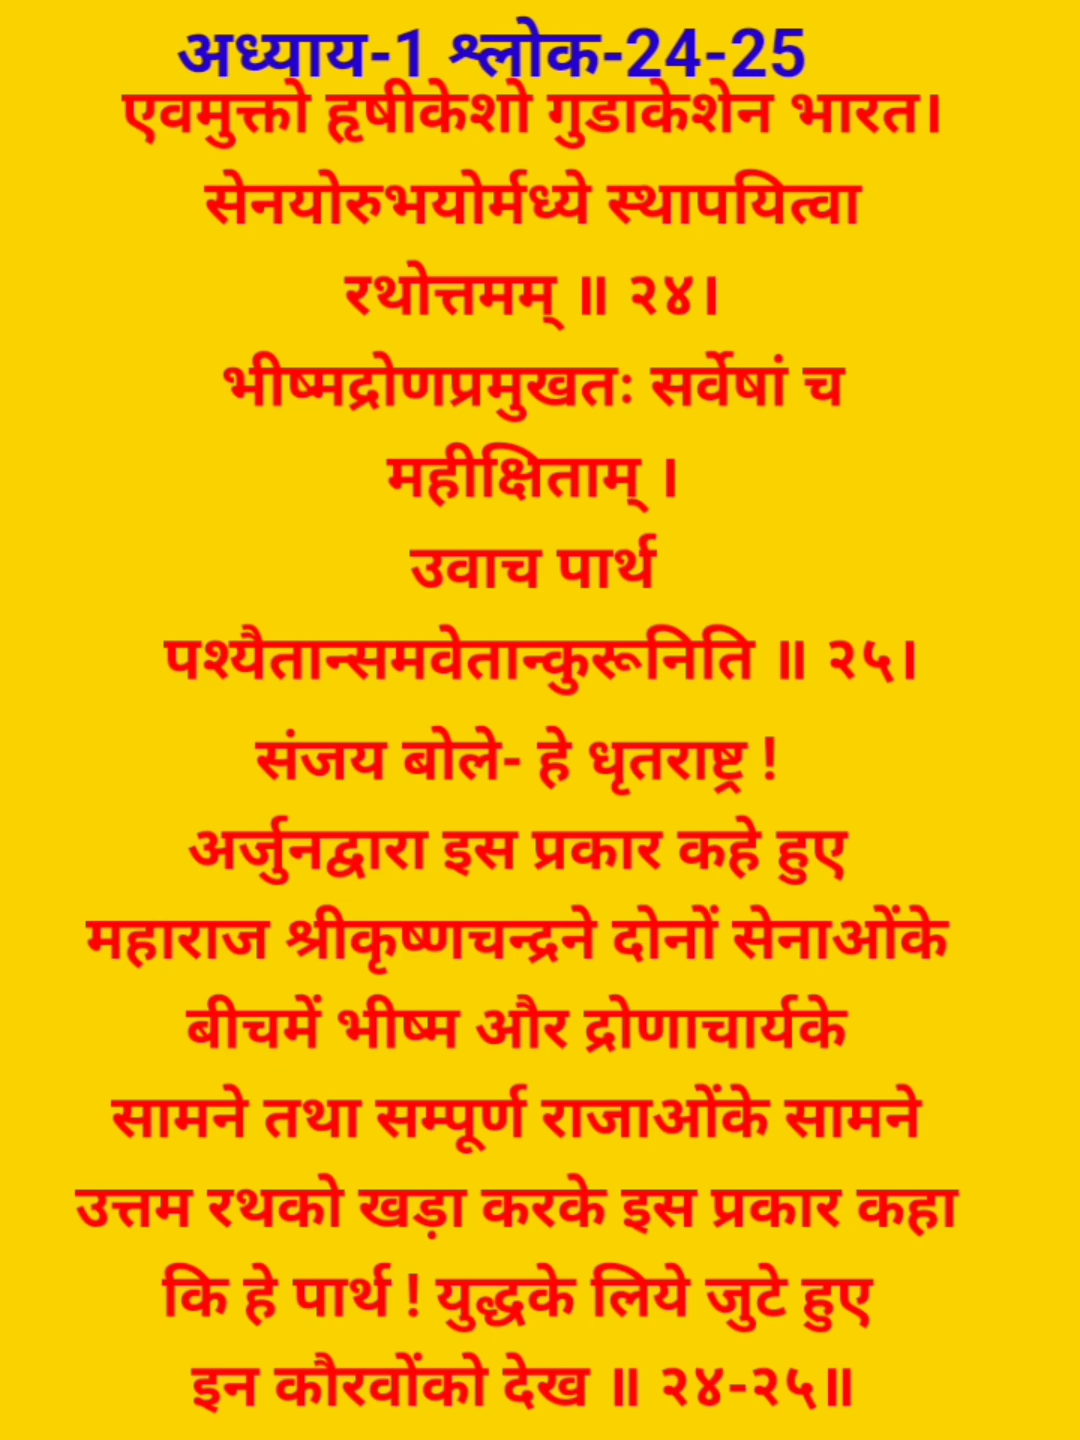 अध्याय-1 श्लोक-24-25
एवमुक्तो हृषीकेशो गुडाकेशेन भारत।
सेनयोरुभयोर्मध्ये स्थापयित्वा
रथोत्तमम् ॥ २४।
भीष्मद्रोणप्रमुखतः सर्वेषां च
महीक्षिताम् ।
उवाच पार्थ
पश्यैतान्समवेतान्कुरूनिति ॥ २५।
संजय बोले- हे धृतराष्ट्र !
अर्जुनद्वारा इस प्रकार कहे हुए
महाराज श्रीकृष्णचन्द्रने दोनों सेनाओंके
बीचमें भीष्म और द्रोणाचार्यके
सामने तथा सम्पूर्ण राजाओंके सामने
उत्तम रथको खड़ा करके इस प्रकार कहा
कि हे पार्थ ! युद्धके लिये जुटे हुए
इन कौरवोंको देख ॥ २४-२५॥